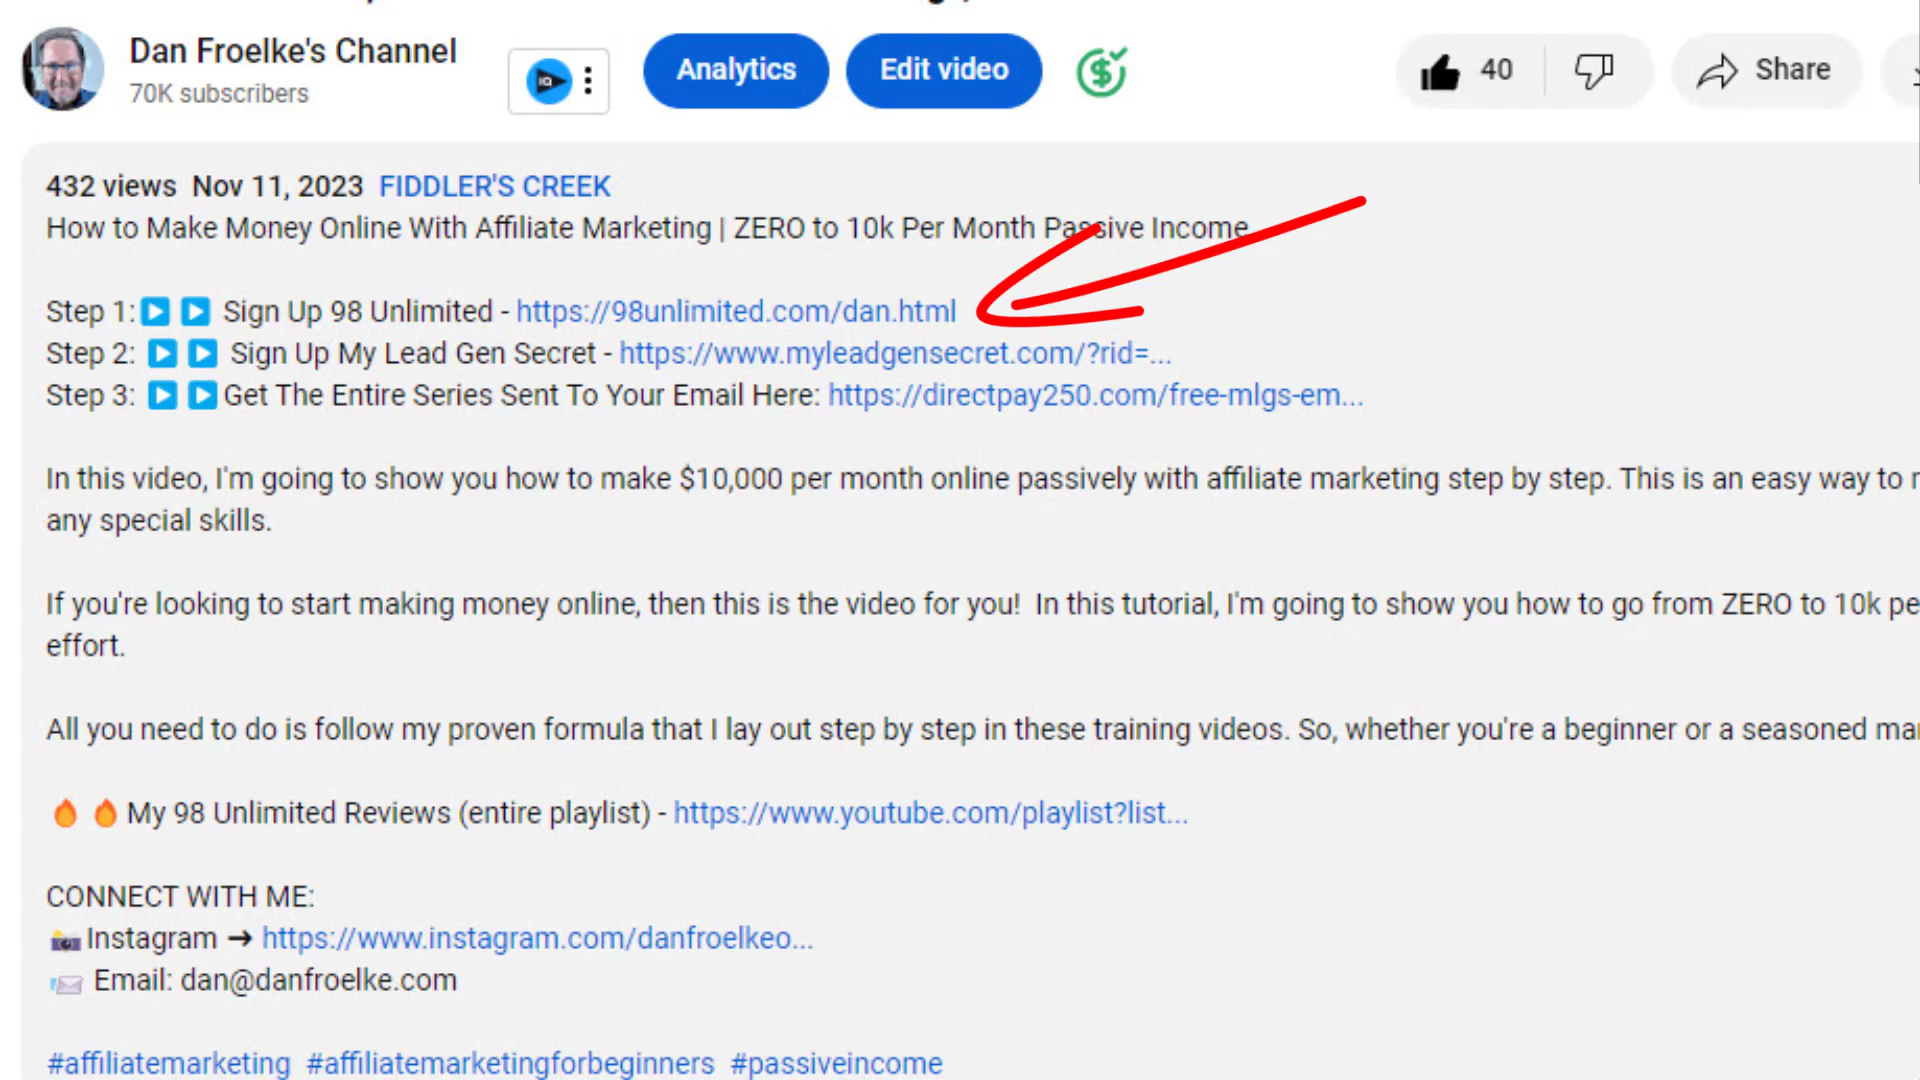 Dan Froelke's Channel
70K subscribers
Analytics
Edit video
40
Share
432 views Nov 11, 2023 FIDDLER'S CREEK
How to Make Money Online With Affiliate Marketing | ZERO to 10k Per Month Passive Income
Step 1: Sign Up 98 Unlimited - https://98unlimited.com/dan.html
Step 2: Sign Up My Lead Gen Secret - https://www.myleadgensecret.com/?rid=...
Step 3: Get The Entire Series Sent To Your Email Here: https://directpay250.com/free-mlgs-em...
In this video, I'm going to show you how to make $10,000 per month online passively with affiliate marketing step by step. This is an easy way to
any special skills.
If you're looking to start making money online, then this is the video for you! In this tutorial, I'm going to show you how to go from ZERO to 10k pe
effort.
All you need to do is follow my proven formula that I lay out step by step in these training videos. So, whether you're a beginner or a seasoned
My 98 Unlimited Reviews (entire playlist) - https://www.youtube.com/playlist?list...
CONNECT WITH ME:
Instagram → https://www.instagram.com/danfroelkeo...
Email: dan@danfroelke.com
#affiliatemarketing #affiliatemarketingforbeginners #passiveincome